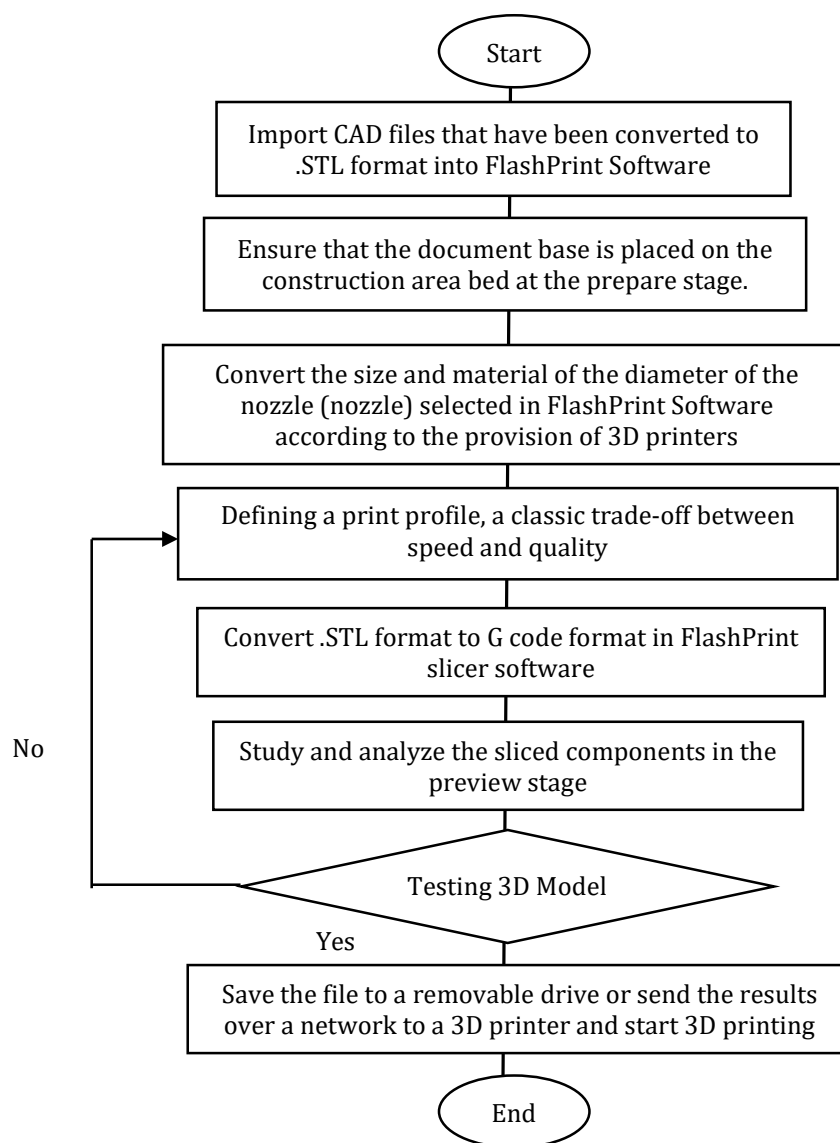 Start
Import CAD files that have been converted to
.STL format into FlashPrint Software
Ensure that the document base is placed on the
construction area bed at the prepare stage.
Convert the size and material of the diameter of the
nozzle (nozzle) selected in FlashPrint Software
according to the provision of 3D printers
Defining a print profile, a classic trade-off between
speed and quality
Convert .STL format to G code format in FlashPrint
slicer software
No
Study and analyze the sliced components in the
preview stage
Testing 3D Model
Yes
Save the file to a removable drive or send the results
over a network to a 3D printer and start 3D printing
End